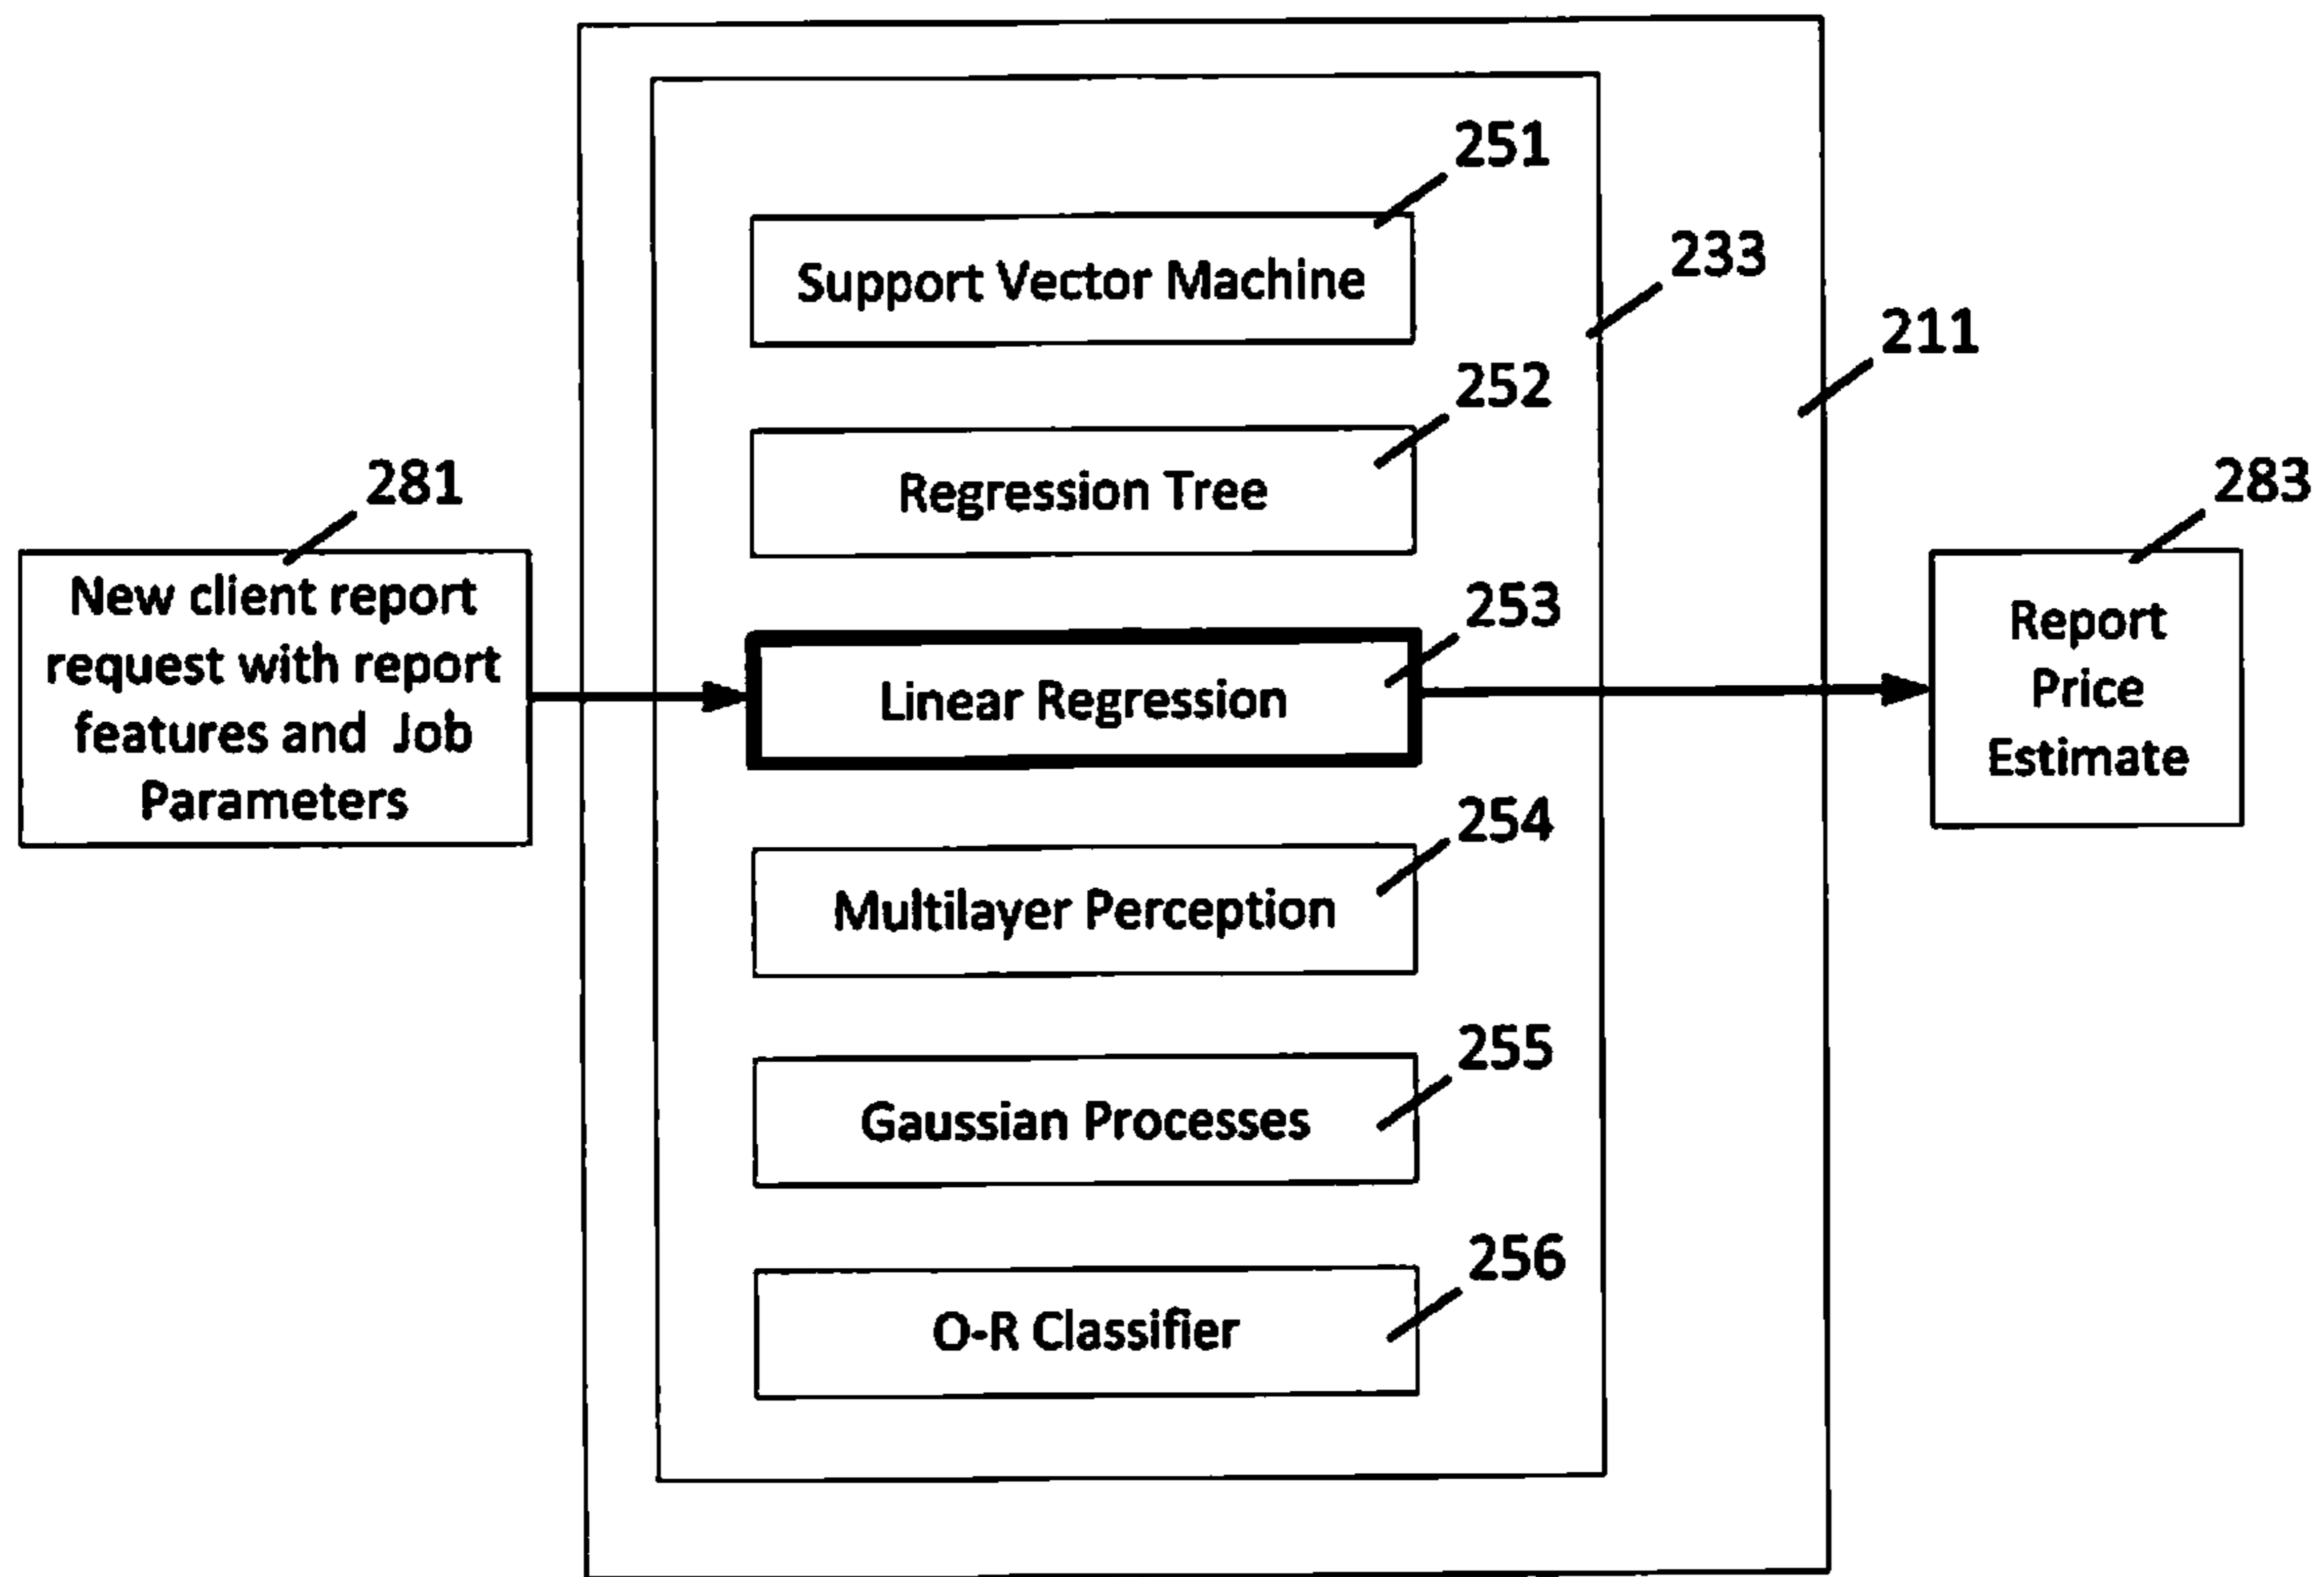 251
Support Vector Machine
233
211
252
Regression Tree
281
New client report
request with report
features and Job
Parameters
253
Linear Regression
283
Report
Price
Estimate
254
Multilayer Perception
255
Gaussian Processes
256
O-R Classifier